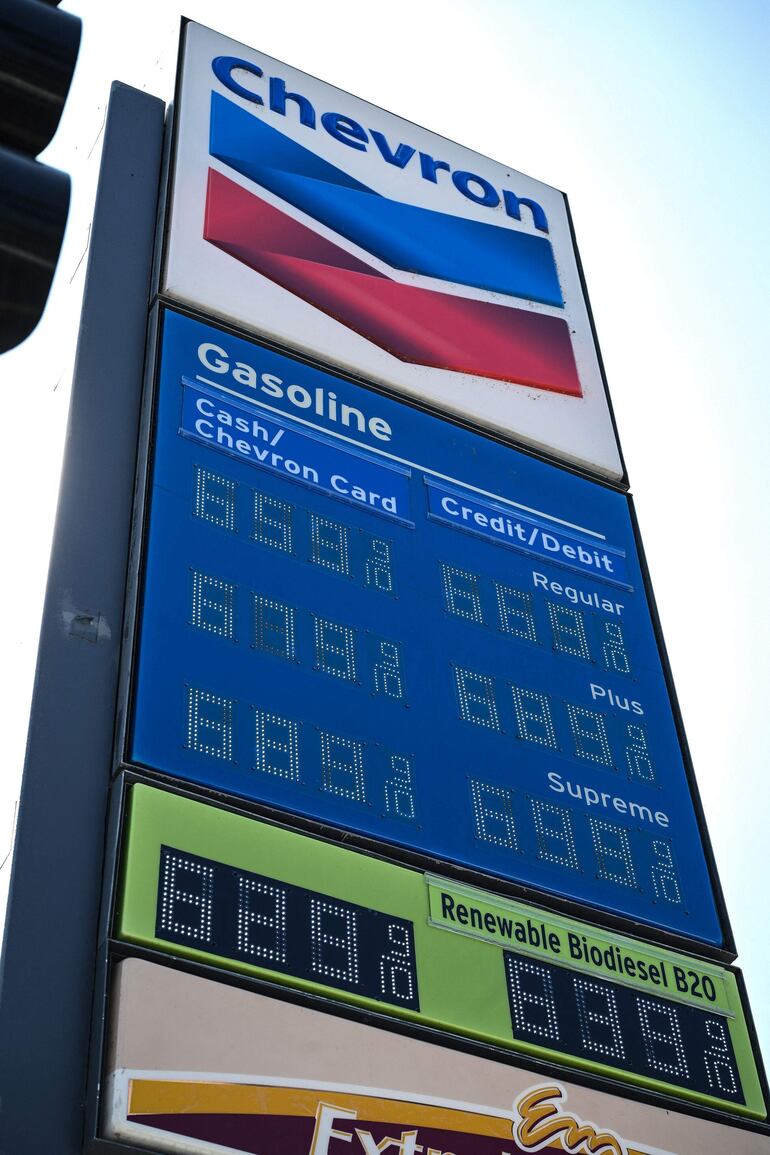 Chevron
Gasoline
Cash/
Chevron Card
Credit/Debit
Regular
Plus
Supreme
Renewable Biodiesel B20